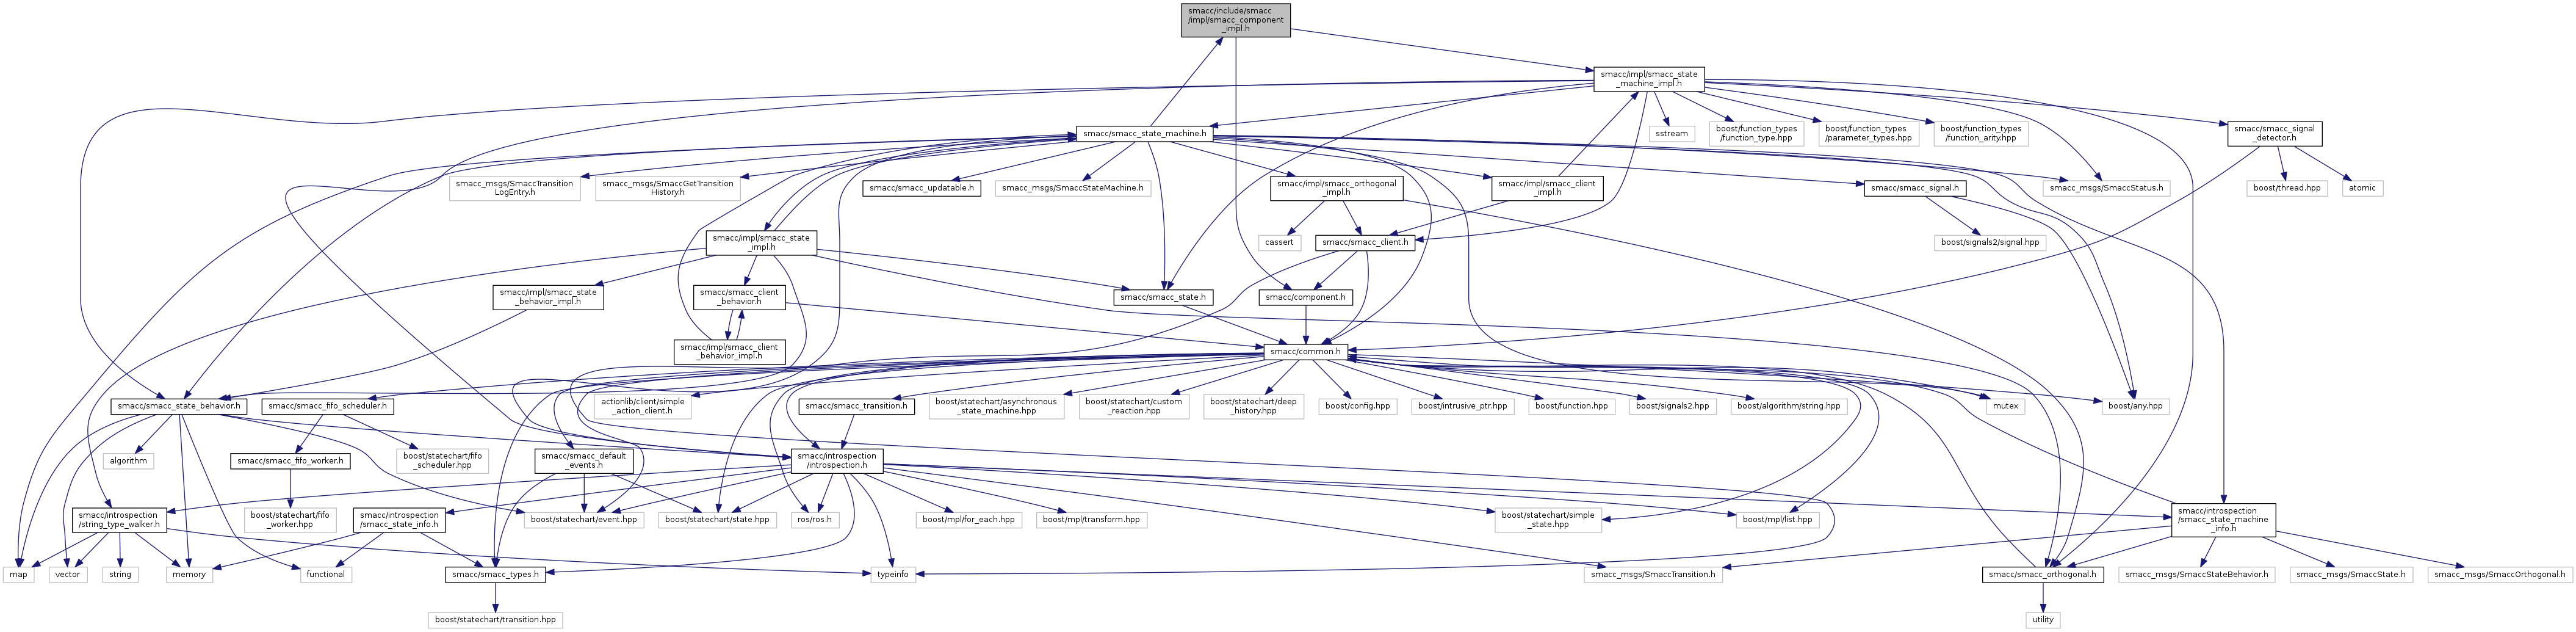 smacc/include/smacc
/impl/smacc_component
_impl.h
smacc/impl/smacc_state
_machine_impl.h
smacc/smacc_state_machine.h
sstream
boost/function_types
/function_type.hpp
boost/function_types
/parameter_types.hpp
boost/function_types
/function_arity.hpp
smacc/smacc_signal
_detector.h
smacc_msgs/SmaccTransition
LogEntry.h
smacc_msgs/SmaccGetTransition
History.h
smacc/smacc_updatable.h
smacc_msgs/SmaccStateMachine.h
smacc/impl/smacc_orthogonal
_impl.h
smacc/impl/smacc_client
_impl.h
smacc/smacc_signal.h
smacc_msgs/SmaccStatus.h
boost/thread.hpp
atomic
smacc/impl/smacc_state
_impl.h
cassert
smacc/smacc_client.h
boost/signals2/signal.hpp
smacc/impl/smacc_state
_behavior_impl.h
smacc/smacc_client
_behavior.h
smacc/smacc_state.h
smacc/component.h
smacc/impl/smacc_client
_behavior_impl.h
smacc/common.h
smacc/smacc_state_behavior.h
smacc/smacc_fifo_scheduler.h
actionlib/client/simple
_action_client.h
smacc/smacc_transition.h
boost/statechart/asynchronous
_state_machine.hpp
boost/statechart/custom
_reaction.hpp
boost/statechart/deep
_history.hpp
boost/config.hpp
boost/intrusive_ptr.hpp
boost/function.hpp
boost/signals2.hpp
boost/algorithm/string.hpp
mutex
boost/any.hpp
algorithm
smacc/smacc_fifo_worker.h
boost/statechart/fifo
_scheduler.hpp
smacc/smacc_default
_events.h
smacc/introspection
/introspection.h
smacc/introspection
/string_type_walker.h
boost/statechart/fifo
_worker.hpp
smacc/introspection
/smacc_state_info.h
boost/statechart/event.hpp
boost/statechart/state.hpp
ros/ros.h
boost/mpl/for_each.hpp
boost/mpl/transform.hpp
boost/statechart/simple
_state.hpp
boost/mpl/list.hpp
smacc/introspection
/smacc_state_machine
_info.h
map
vector
string
memory
functional
smacc/smacc_types.h
typeinfo
smacc_msgs/SmaccTransition.h
smacc/smacc_orthogonal.h
smacc_msgs/SmaccStateBehavior.h
smacc_msgs/SmaccState.h
smacc_msgs/SmaccOrthogonal.h
boost/statechart/transition.hpp
utility